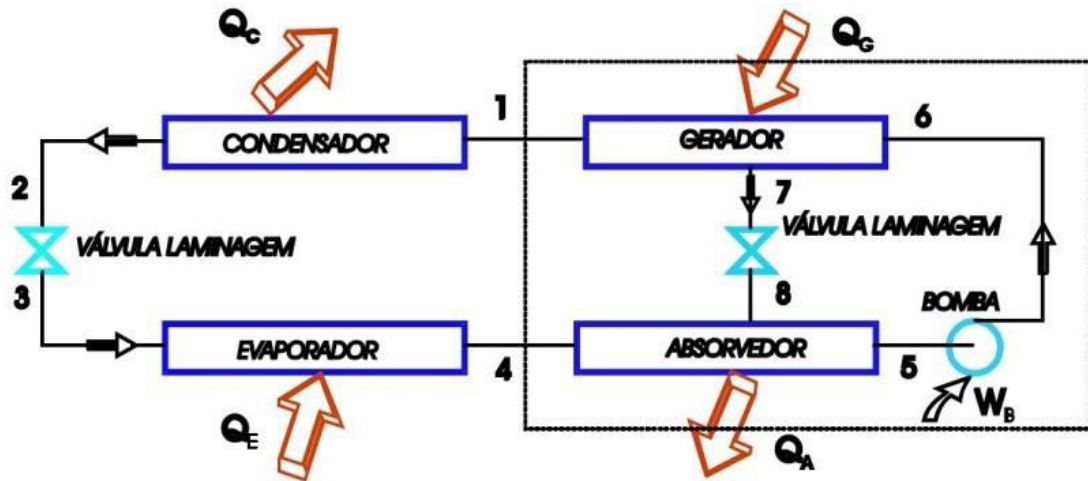 QC
QG
1
6
CONDENSADOR
GERADOR
2
7
VÁLVULA LAMINAGEM
VÁLVULA LAMINAGEM
3
8
BOMBA
EVAPORADOR
4
ABSORVEDOR
5
WB
QE
QA